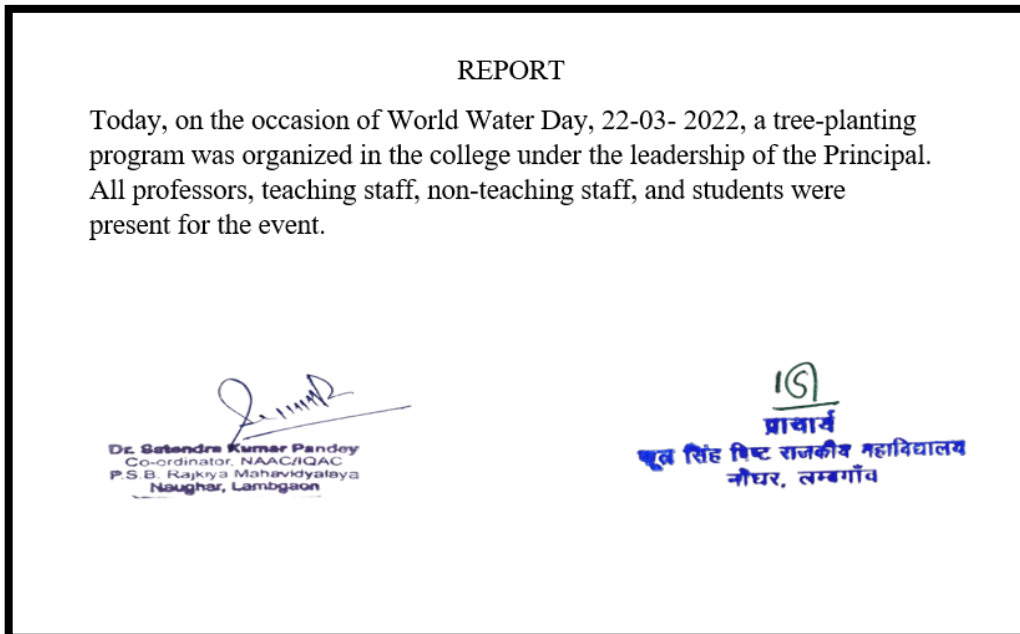 REPORT
Today, on the occasion of World Water Day, 22-03- 2022, a tree-planting
program was organized in the college under the leadership of the Principal.
All professors, teaching staff, non-teaching staff, and students were
present for the event.
Dr. Satendra Kumar Pandey
Co-ordinator, NAAC/IQAC
P.S.B. Rajkiya Mahavidyalaya
Naughar, Lambgaon
प्राचार्य
सिंह बिष्ट राजकीय महाविद्यालय
नौघर, लम्बगाँव